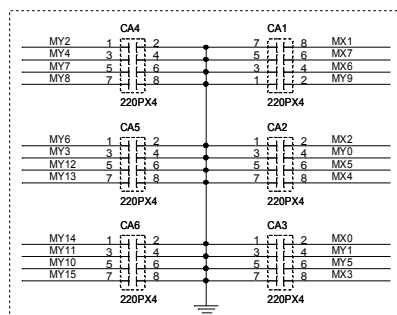 CA4 CA1
MY2 1 2 7 8 MX1
MY4 3 4 5 6 MX7
MY7 5 6 3 4 MX6
MY8 7 8 1 2 MY9
220PX4 220PX4
CA5 CA2
MY6 1 2 1 2 MX2
MY3 3 4 3 4 MY0
MY12 5 6 5 6 MX5
MY13 7 8 7 8 MX4
220PX4 220PX4
CA6 CA3
MY14 1 2 1 2 MX0
MY11 3 4 3 4 MY1
MY10 5 6 5 6 MY5
MY15 7 8 7 8 MX3
220PX4 220PX4